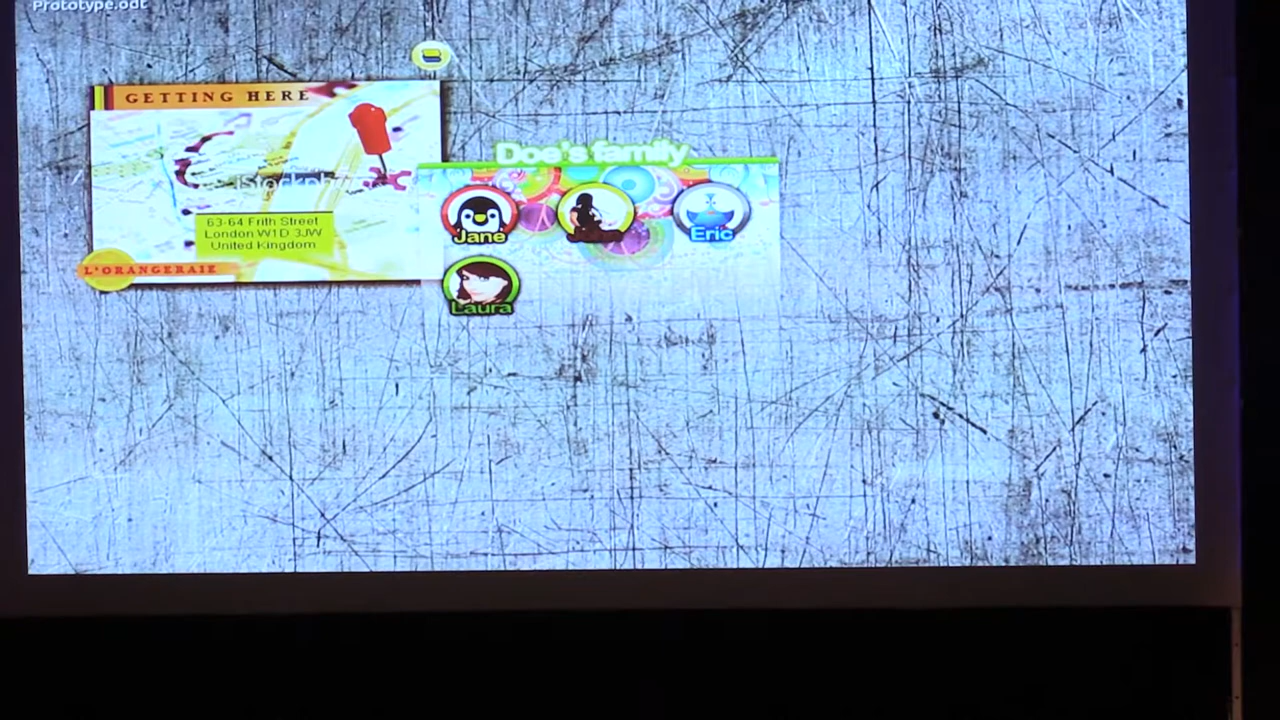 Prototype.odt
GETTING HERE
Doe's family
Jane
Eric
63-64 Frith Street
London W1D 3JW
United Kingdom
L'ORANGERAIE
Laura